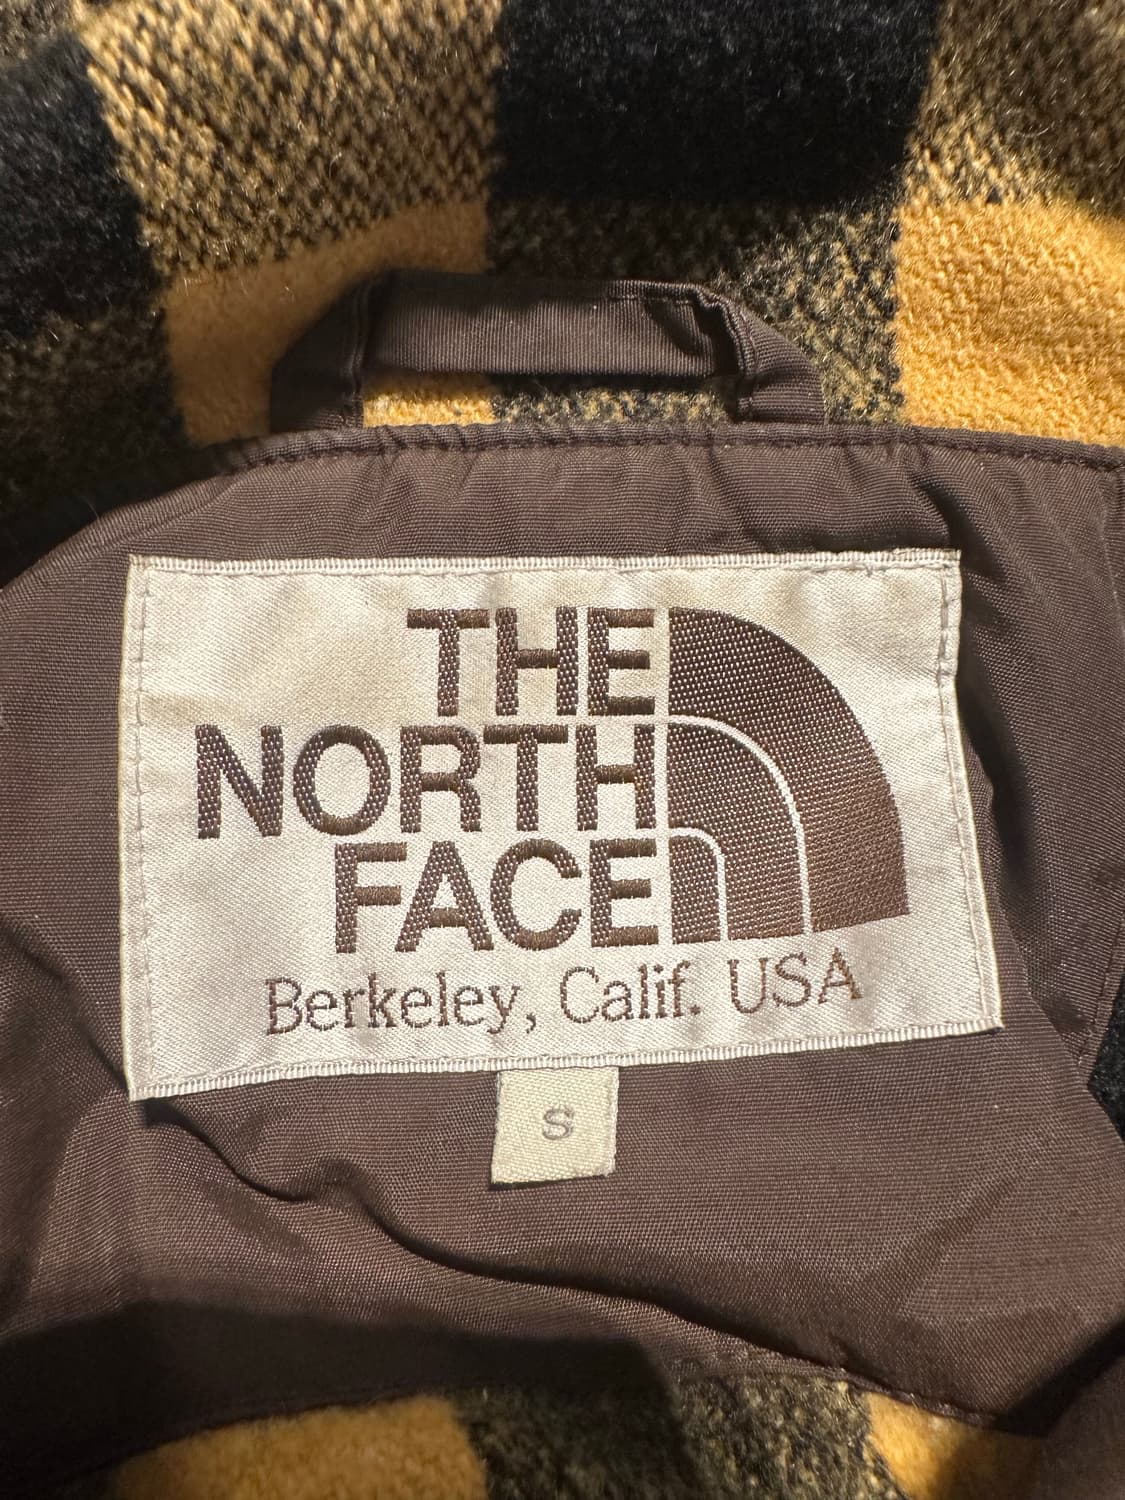 THE
NORTH
FACE
Berkeley, Calif. USA
S